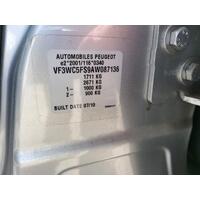 AUTOMOBILES PEUGEOT
e2*2001/116*0340
VF3WC5FS9AW087136
1711 KG
2671 KG
1- 1000 KG
2- 900 KG
BUILT DATE 07/10